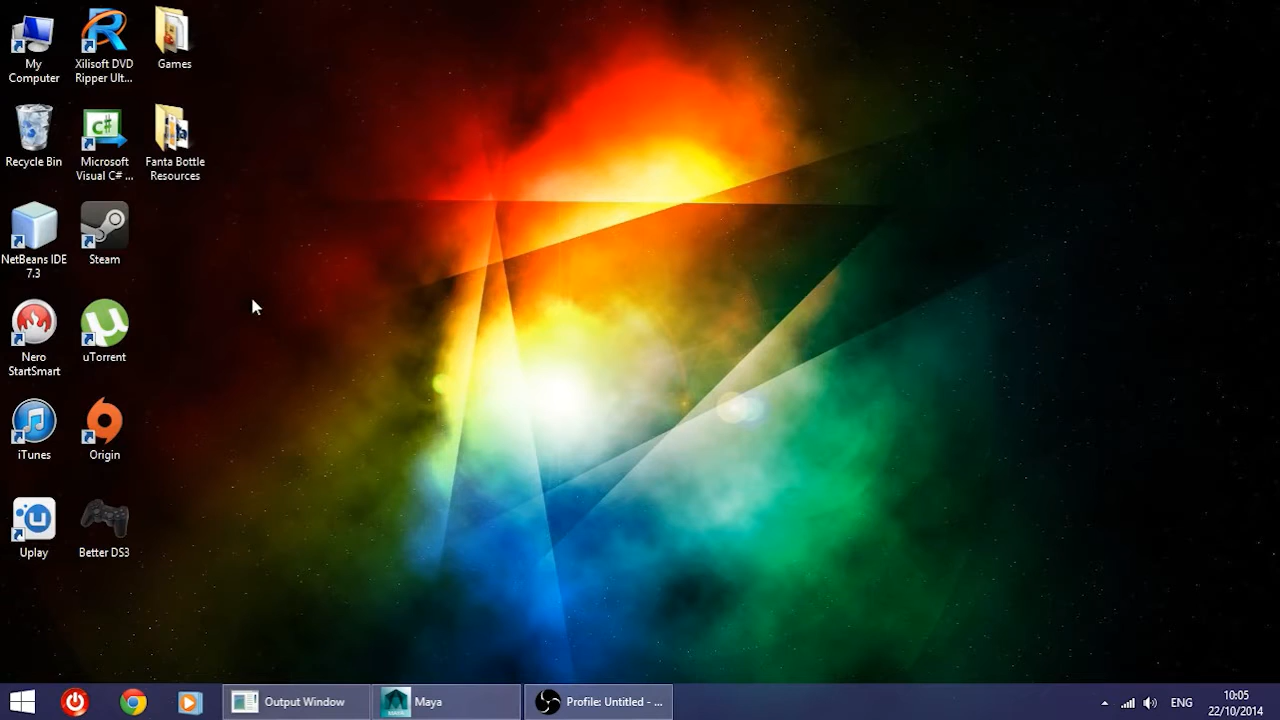 My
Computer
Xilisoft DVD
Ripper Ult...
Games
Recycle Bin
Microsoft
Visual C# ...
Fanta Bottle
Resources
NetBeans IDE
7.3
Steam
Nero
StartSmart
uTorrent
iTunes
Origin
Uplay
Better DS3
Output Window
Maya
Profile: Untitled - ...
ENG
10:05
22/10/2014